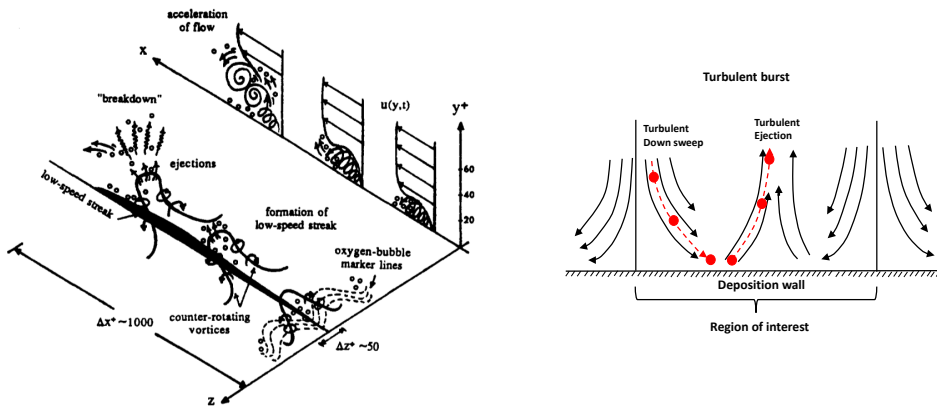 acceleration
of flow
x
"breakdown"
u(y,t)
y⁺
60
40
20
ejections
low-speed
streak
formation of
low-speed streak
oxygen-bubble
marker lines
counter-rotating
vortices
Δx⁺ ~1000
Δz⁺ ~50
z
Turbulent burst
Turbulent
Down sweep
Turbulent
Ejection
Deposition wall
Region of interest